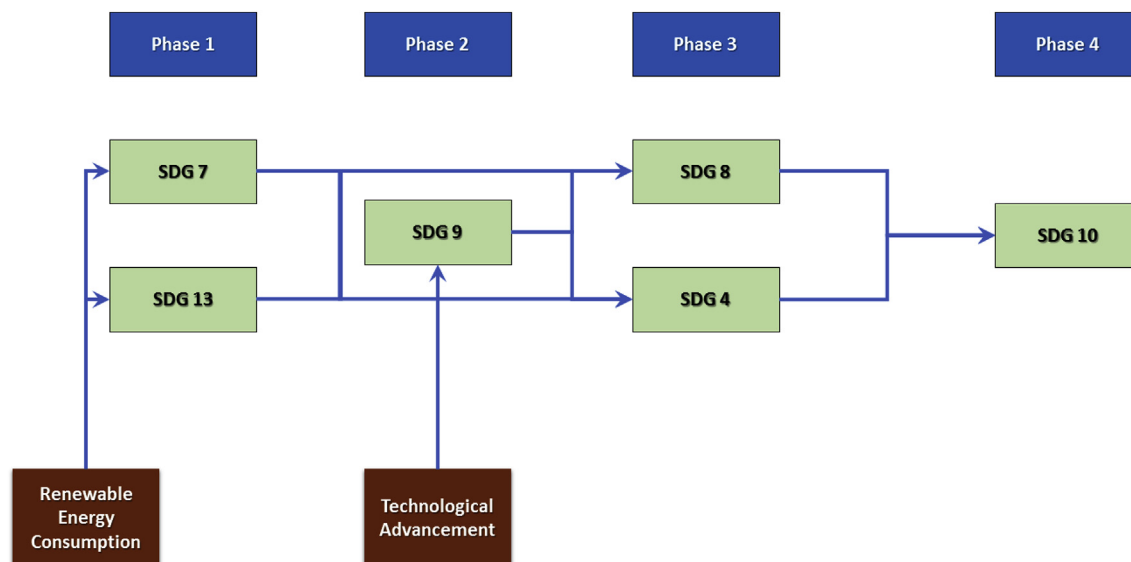 Phase 1
Phase 2
Phase 3
Phase 4
SDG 7
SDG 8
SDG 9
SDG 10
SDG 13
SDG 4
Renewable
Energy
Consumption
Technological
Advancement